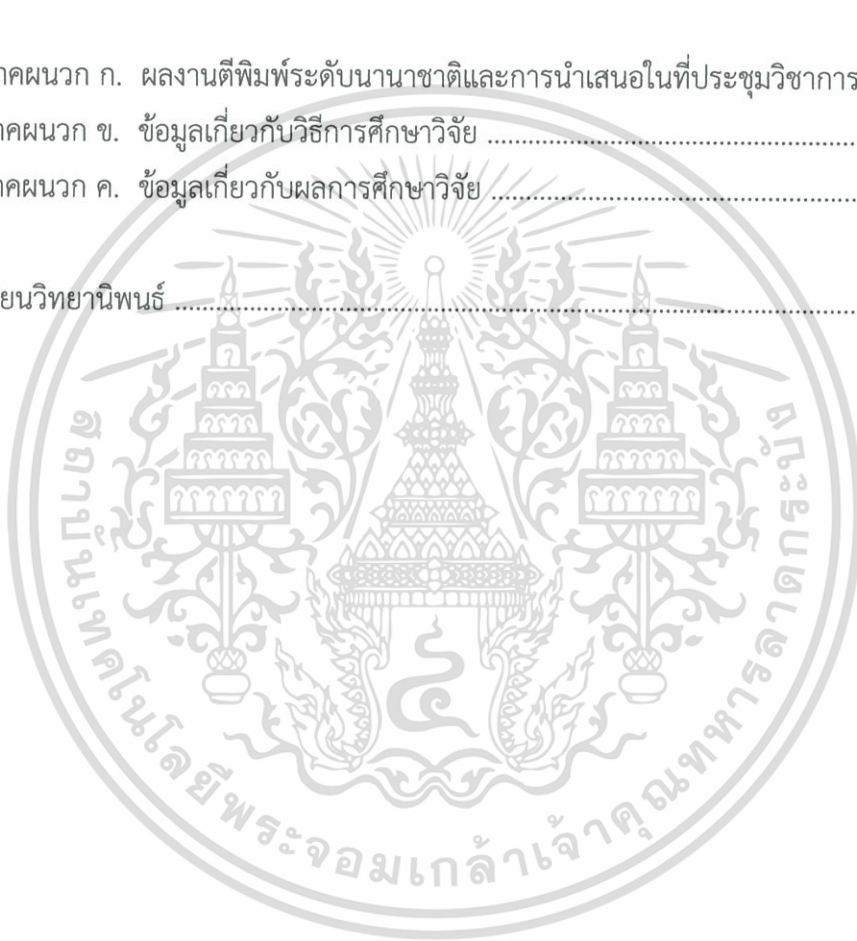 าคผนวก ก. ผลงานตีพิมพ์ระดับนานาชาติและการนำเสนอในที่ประชุมวิชาการ
าคผนวก ข. ข้อมูลเกี่ยวกับวิธีการศึกษาวิจัย ........................................................
าคผนวก ค. ข้อมูลเกี่ยวกับผลการศึกษาวิจัย ........................................................
ยนวิทยานิพนธ์ ........................................................................................................
สถาบันเทคโนโลยีพระจอมเกล้าเจ้าคุณทหารลาดกระบัง
๔